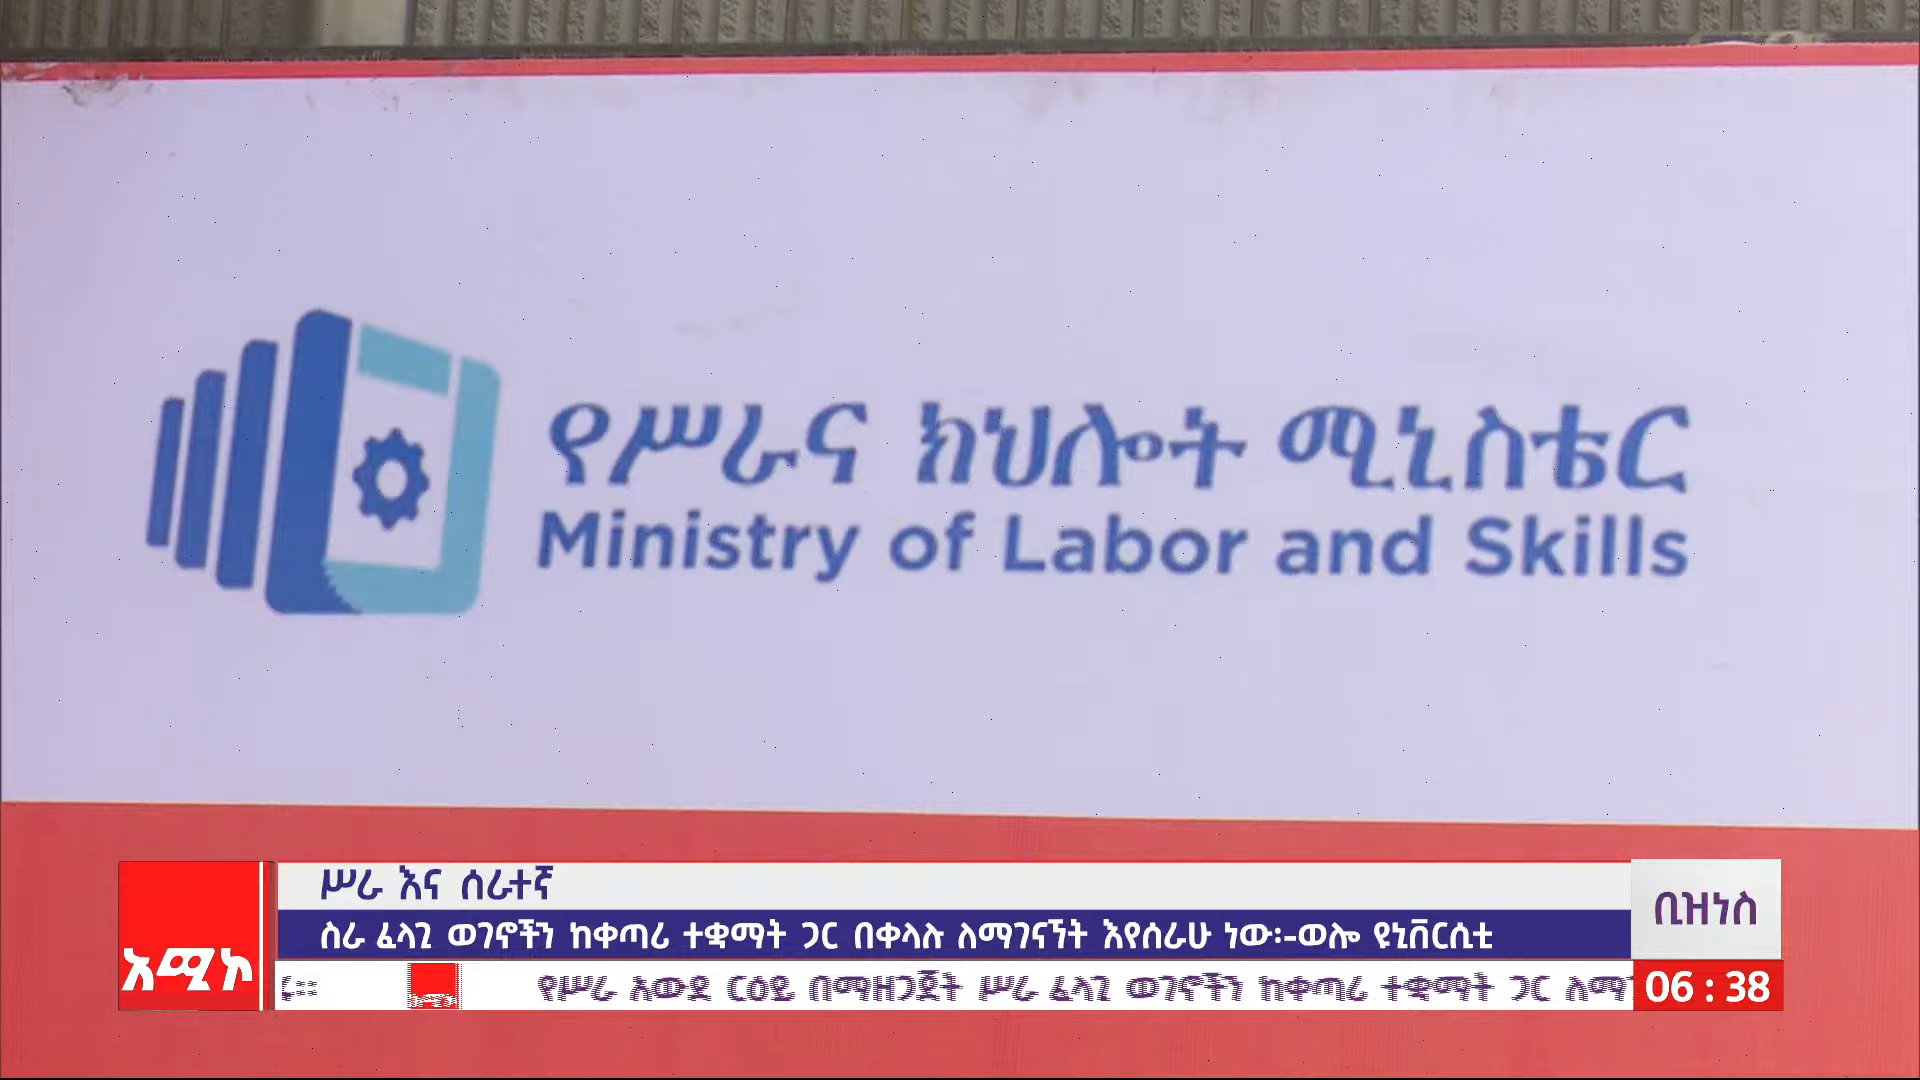 የሥራና ክህሎት ሚኒስቴር
Ministry of Labor and Skills
ሥራ እና ሰራተኛ
ስራ ፈላጊ ወገኖችን ከቀጣሪ ተቋማት ጋር በቀላሉ ለማገናኘት እየሰራሁ ነው፡-ወሎ ዩኒቨርሲቲ
ቢዝነስ
አሚኮ
የሥራ አውደ ርዕይ በማዘጋጀት ሥራ ፈላጊ ወገኖችን ከቀጣሪ ተቋማት ጋር
06 : 38